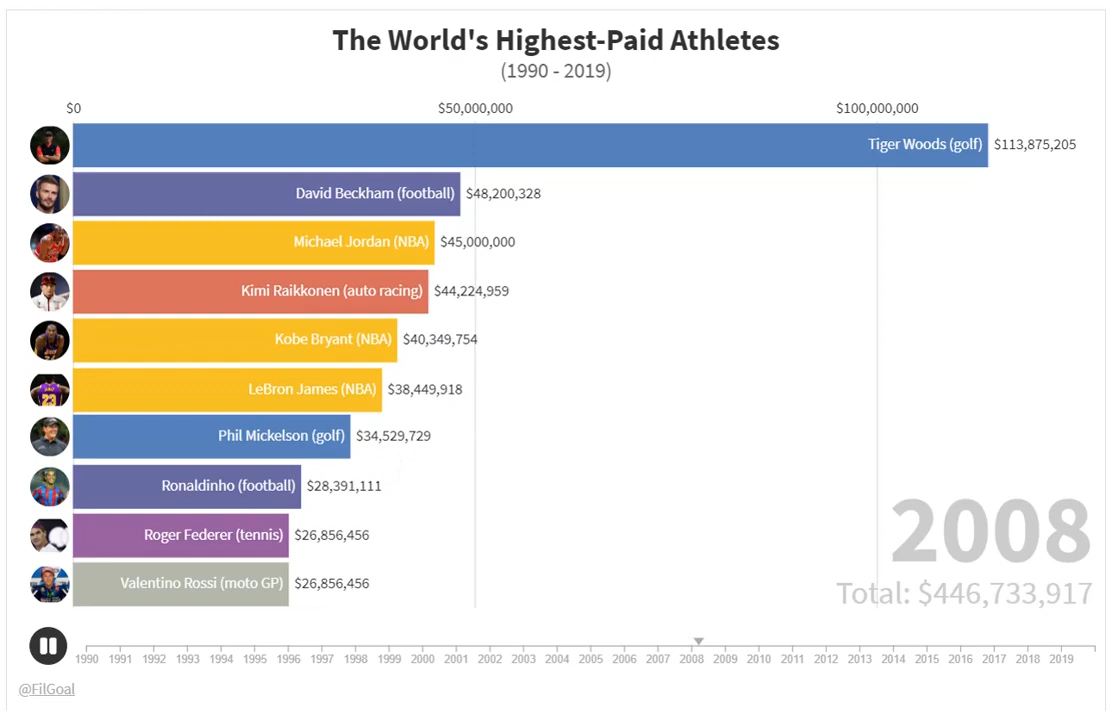 The World's Highest-Paid Athletes
(1990 - 2019)
$0 $50,000,000 $100,000,000
Tiger Woods (golf) $113,875,205
David Beckham (football) $48,200,328
Michael Jordan (NBA) $45,000,000
Kimi Raikkonen (auto racing) $44,224,959
Kobe Bryant (NBA) $40,349,754
LeBron James (NBA) $38,449,918
23
Phil Mickelson (golf) $34,529,729
Ronaldinho (football) $28,391,111
Roger Federer (tennis) $26,856,456
Valentino Rossi (moto GP) $26,856,456
2008
Total: $446,733,917
1990 1991 1992 1993 1994 1995 1996 1997 1998 1999 2000 2001 2002 2003 2004 2005 2006 2007 2008 2009 2010 2011 2012 2013 2014 2015 2016 2017 2018 2019
@FilGoal